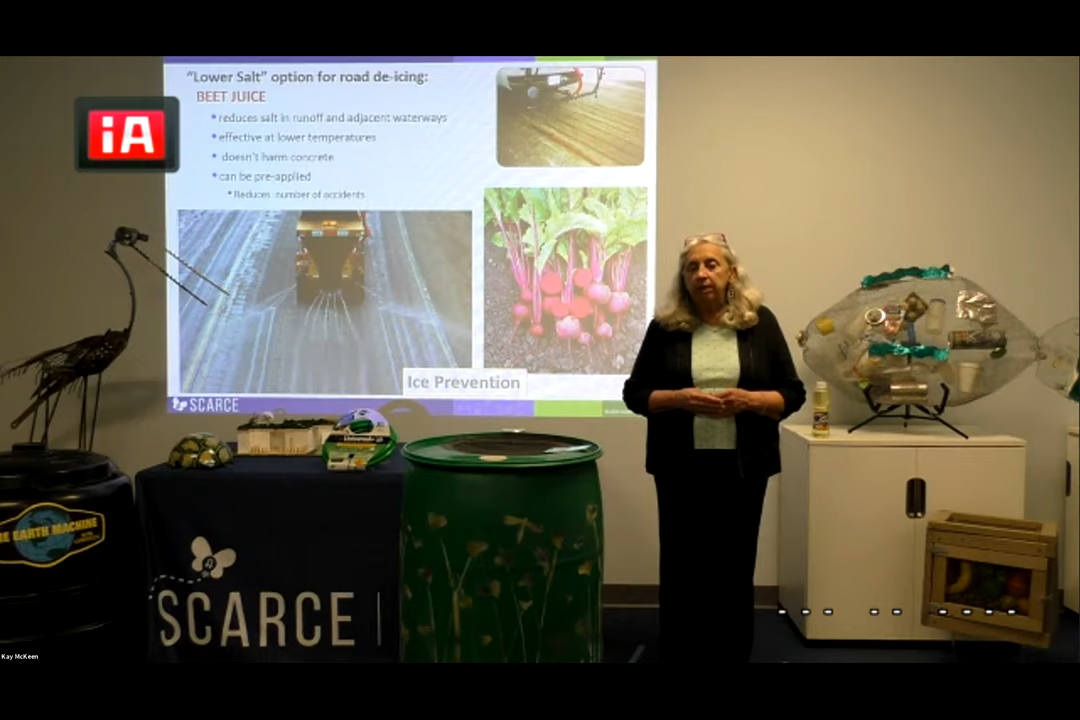 "Lower Salt" option for road de-icing:
BEET JUICE
reduces salt in runoff and adjacent waterways
effective at lower temperatures
doesn't harm concrete
can be pre-applied
Reduces number of accidents
iA
Ice Prevention
SCARCE
E EARTH MACHINE
SCARCE
Kay McKeen